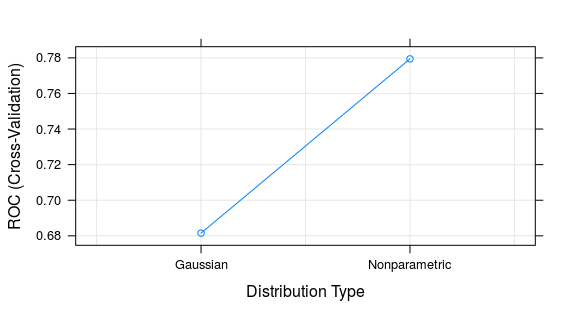 ROC (Cross-Validation)
0.78
0.76
0.74
0.72
0.70
0.68
Gaussian
Nonparametric
Distribution Type